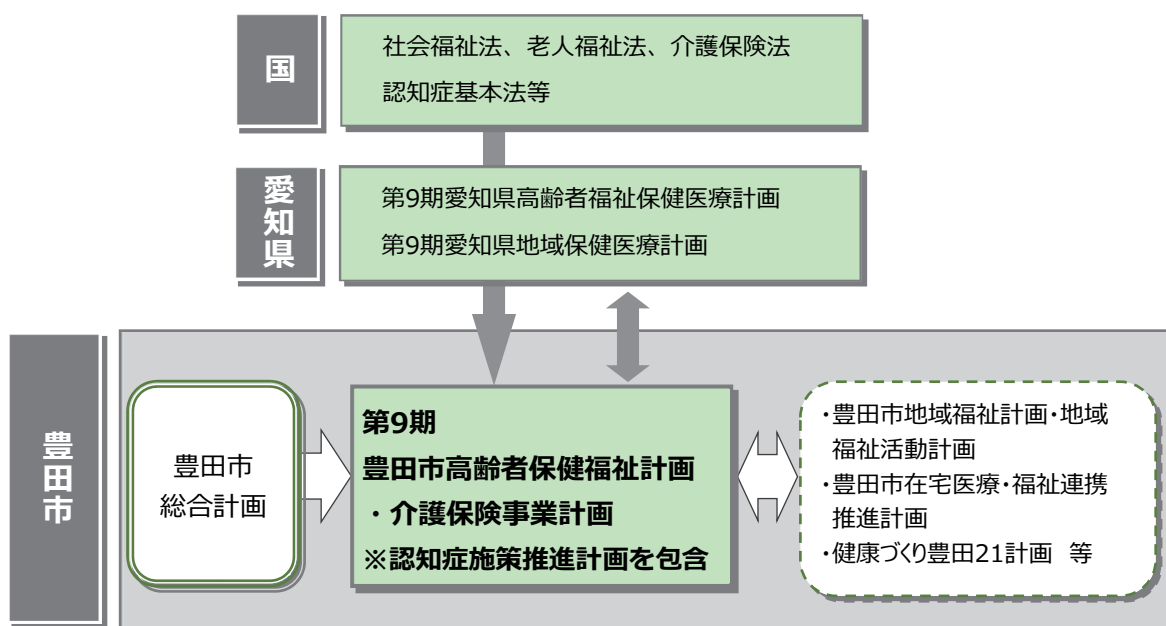 国
社会福祉法、老人福祉法、介護保険法
認知症基本法等
愛知県
第9期愛知県高齢者福祉保健医療計画
第9期愛知県地域保健医療計画
豊田市
豊田市
総合計画
第9期
豊田市高齢者保健福祉計画
・介護保険事業計画
※認知症施策推進計画を包含
・豊田市地域福祉計画・地域
福祉活動計画
・豊田市在宅医療・福祉連携
推進計画
・健康づくり豊田21計画 等